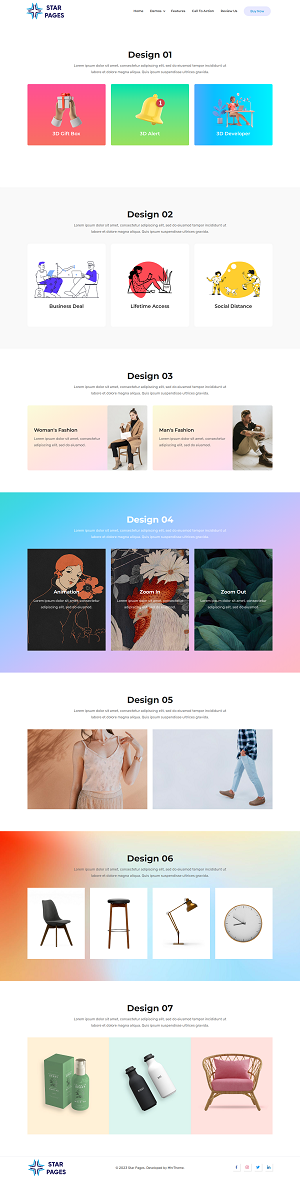 STAR
PAGES
Home Demos Features Call To Action Review Us Buy Now
Design 01
Lorem ipsum dolor sit amet, consectetur adipiscing elit, sed do eiusmod tempor incididunt ut
labore et dolore magna aliqua. Quis ipsum suspendisse ultrices gravida.
3D Gift Box
3D Alert
3D Developer
Design 02
Lorem ipsum dolor sit amet, consectetur adipiscing elit, sed do eiusmod tempor incididunt ut
labore et dolore magna aliqua. Quis ipsum suspendisse ultrices gravida.
Business Deal
Lifetime Access
Social Distance
Design 03
Lorem ipsum dolor sit amet, consectetur adipiscing elit, sed do eiusmod tempor incididunt ut
labore et dolore magna aliqua. Quis ipsum suspendisse ultrices gravida.
Woman's Fashion
Lorem ipsum dolor sit amet, consectetur
adipiscing elit, sed do eiusmod.
Man's Fashion
Lorem ipsum dolor sit amet, consectetur
adipiscing elit, sed do eiusmod.
Design 04
Lorem ipsum dolor sit amet, consectetur adipiscing elit, sed do eiusmod tempor incididunt ut
labore et dolore magna aliqua. Quis ipsum suspendisse ultrices gravida.
Animation
Lorem ipsum dolor sit amet, consectetur
adipiscing elit, sed do eiusmod.
Zoom In
Lorem ipsum dolor sit amet, consectetur
adipiscing elit, sed do eiusmod.
Zoom Out
Lorem ipsum dolor sit amet, consectetur
adipiscing elit, sed do eiusmod.
Design 05
Lorem ipsum dolor sit amet, consectetur adipiscing elit, sed do eiusmod tempor incididunt ut
labore et dolore magna aliqua. Quis ipsum suspendisse ultrices gravida.
Design 06
Lorem ipsum dolor sit amet, consectetur adipiscing elit, sed do eiusmod tempor incididunt ut
labore et dolore magna aliqua. Quis ipsum suspendisse ultrices gravida.
Design 07
Lorem ipsum dolor sit amet, consectetur adipiscing elit, sed do eiusmod tempor incididunt ut
labore et dolore magna aliqua. Quis ipsum suspendisse ultrices gravida.
STAR
PAGES
© 2023 Star Pages. Developed by